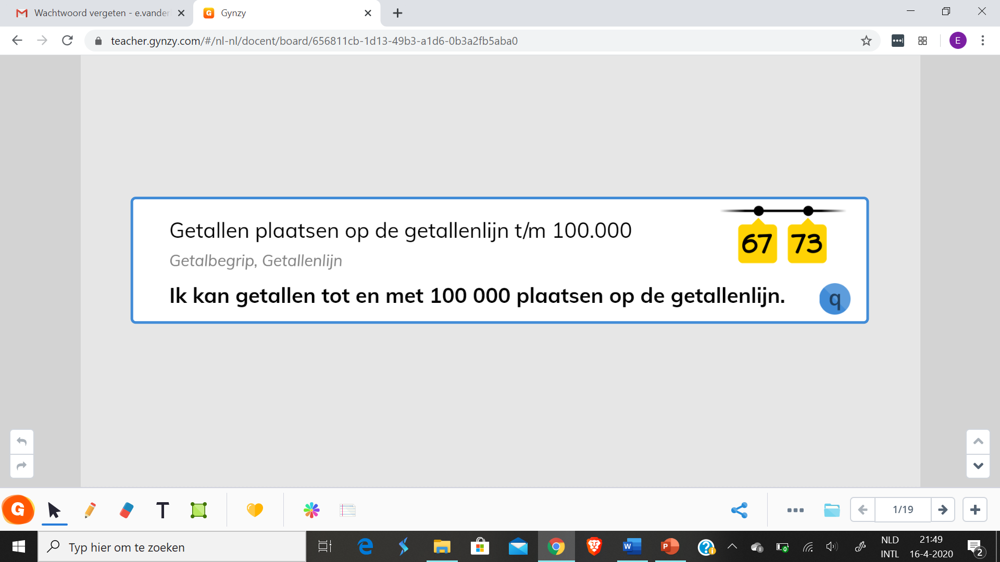 Wachtwoord vergeten - e.vander
Gynzy
teacher.gynzy.com/#/nl-nl/docent/board/656811cb-1d13-49b3-a1d6-0b3a2fb5aba0
E
Getallen plaatsen op de getallenlijn t/m 100.000
67 73
Getalbegrip, Getallenlijn
Ik kan getallen tot en met 100 000 plaatsen op de getallenlijn.
q
G
T
1/19
Typ hier om te zoeken
NLD
INTL
21:49
16-4-2020
2